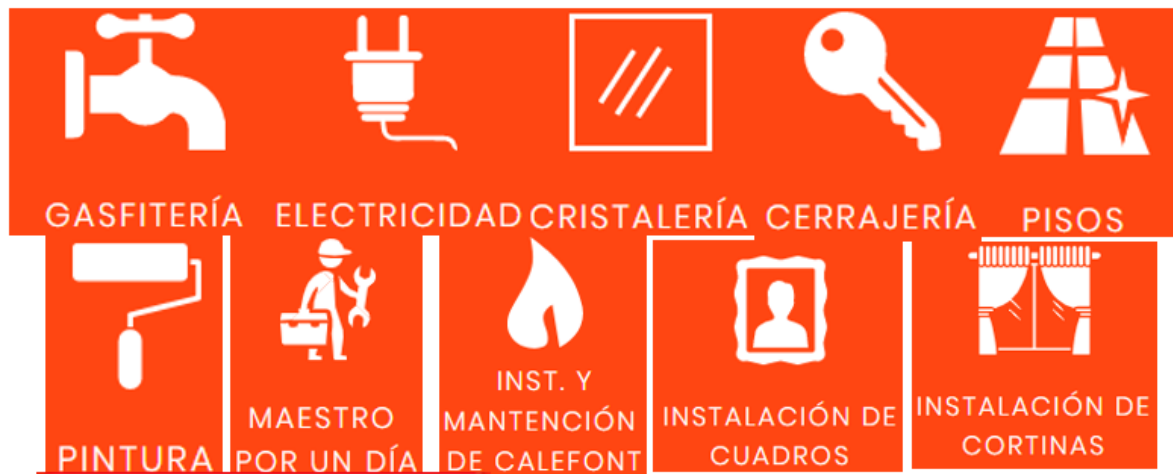 GASFITERÍA
ELECTRICIDAD
CRISTALERÍA
CERRAJERÍA
PISOS
PINTURA
MAESTRO
POR UN DÍA
INST. Y
MANTENCIÓN
DE CALEFONT
INSTALACIÓN DE
CUADROS
INSTALACIÓN DE
CORTINAS